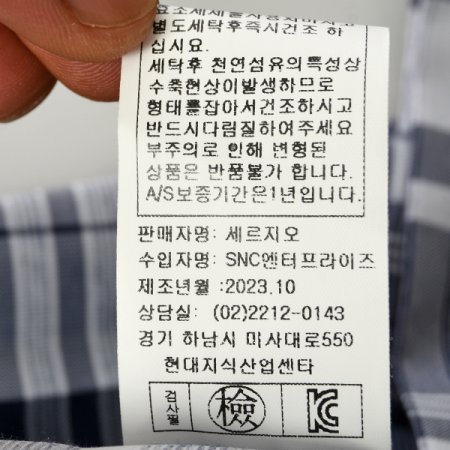 별도세탁후즉시건조 하
십시요.
세탁후 천연섬유의특성상
수축현상이발생하므로
형태를잡아서건조하시고
반드시다림질하여주세요
부주의로 인해 변형된
상품은 반품불가 합니다.
A/S보증기간은1년입니다.
판매자명: 세르지오
수입자명: SNC엔터프라이즈
제조년월 :2023.10
상담실: (02)2212-0143
경기 하남시 미사대로550
현대지식산업센타
검사필 檢 KC